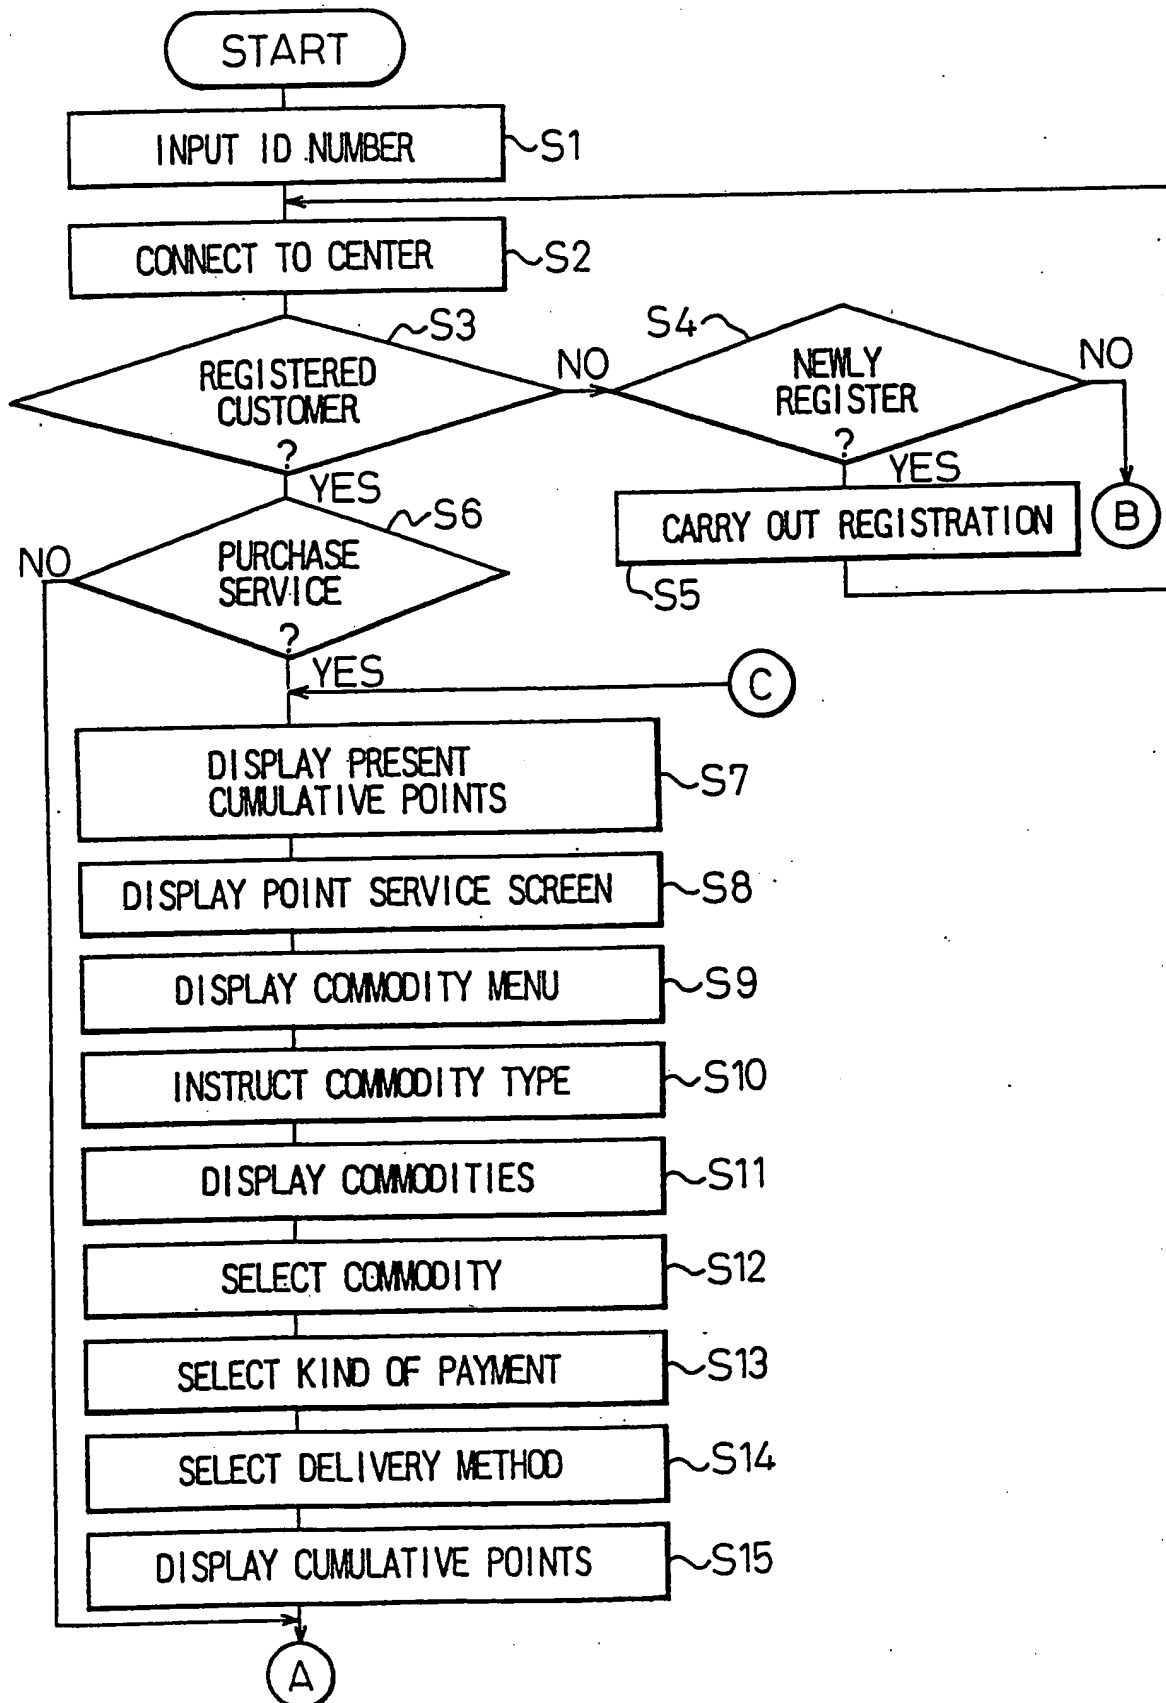 START
INPUT ID NUMBER
S1
CONNECT TO CENTER
S2
S3
REGISTERED
CUSTOMER
?
NO
YES
S4
NEWLY
REGISTER
?
NO
YES
B
CARRY OUT REGISTRATION
S5
S6
PURCHASE
SERVICE
?
NO
YES
C
DISPLAY PRESENT
CUMULATIVE POINTS
S7
DISPLAY POINT SERVICE SCREEN
S8
DISPLAY COMMODITY MENU
S9
INSTRUCT COMMODITY TYPE
S10
DISPLAY COMMODITIES
S11
SELECT COMMODITY
S12
SELECT KIND OF PAYMENT
S13
SELECT DELIVERY METHOD
S14
DISPLAY CUMULATIVE POINTS
S15
A